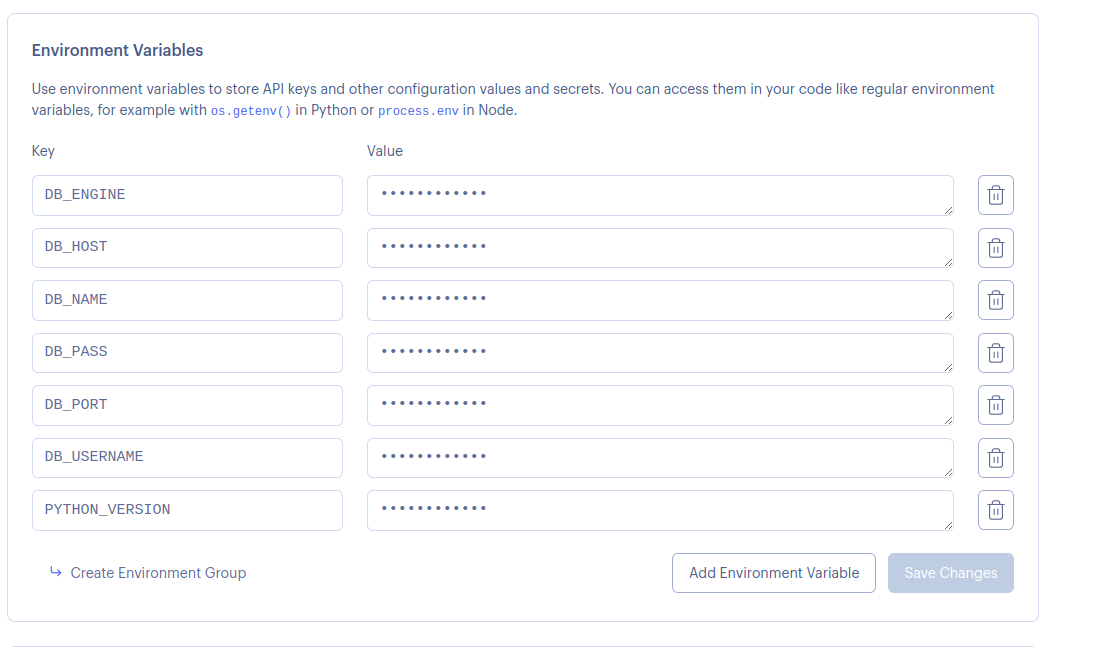 Environment Variables
Use environment variables to store API keys and other configuration values and secrets. You can access them in your code like regular environment
variables, for example with os.getenv() in Python or process.env in Node.
Key Value
DB_ENGINE ••••••••••••
DB_HOST ••••••••••••
DB_NAME ••••••••••••
DB_PASS ••••••••••••
DB_PORT ••••••••••••
DB_USERNAME ••••••••••••
PYTHON_VERSION ••••••••••••
Create Environment Group Add Environment Variable Save Changes